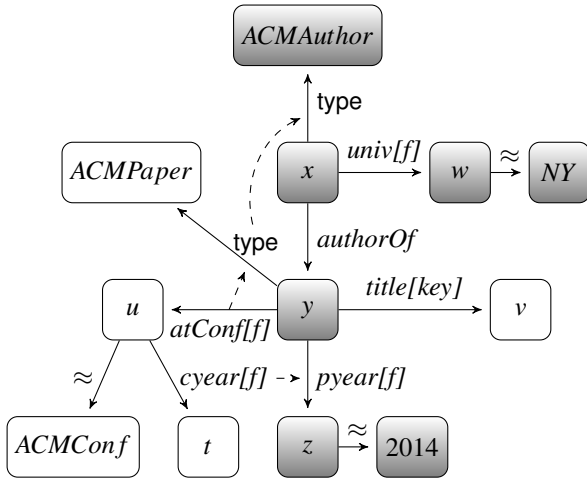 ACMAuthor
type
univ[f]
ACMPaper
x
w
≈
NY
type
authorOf
u
atConf[f]
y
title[key]
v
≈
cyear[f]
pyear[f]
ACMConf
t
z
≈
2014